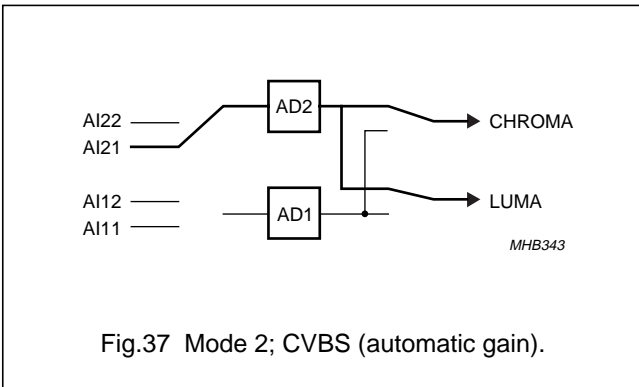 AI22
AI21
AD2
CHROMA
AI12
AI11
AD1
LUMA
MHB343
Fig.37 Mode 2; CVBS (automatic gain).